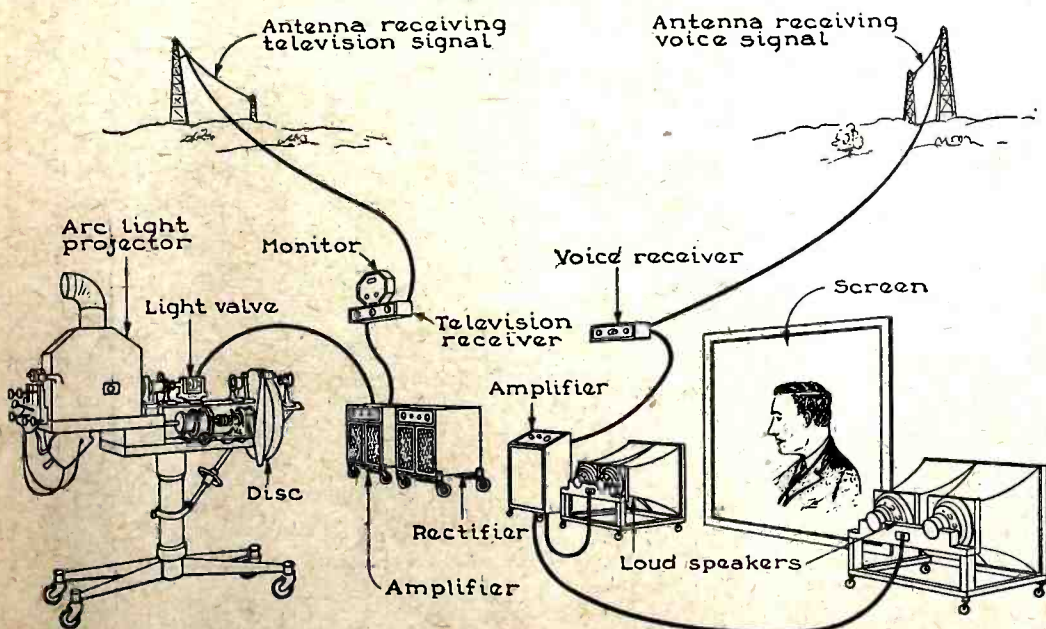 Antenna receiving
television signal
Antenna receiving
voice signal
Arc light
projector
Monitor
Voice receiver
Screen
Light valve
Television
receiver
Amplifier
Disc
Rectifier
Loud speakers
Amplifier